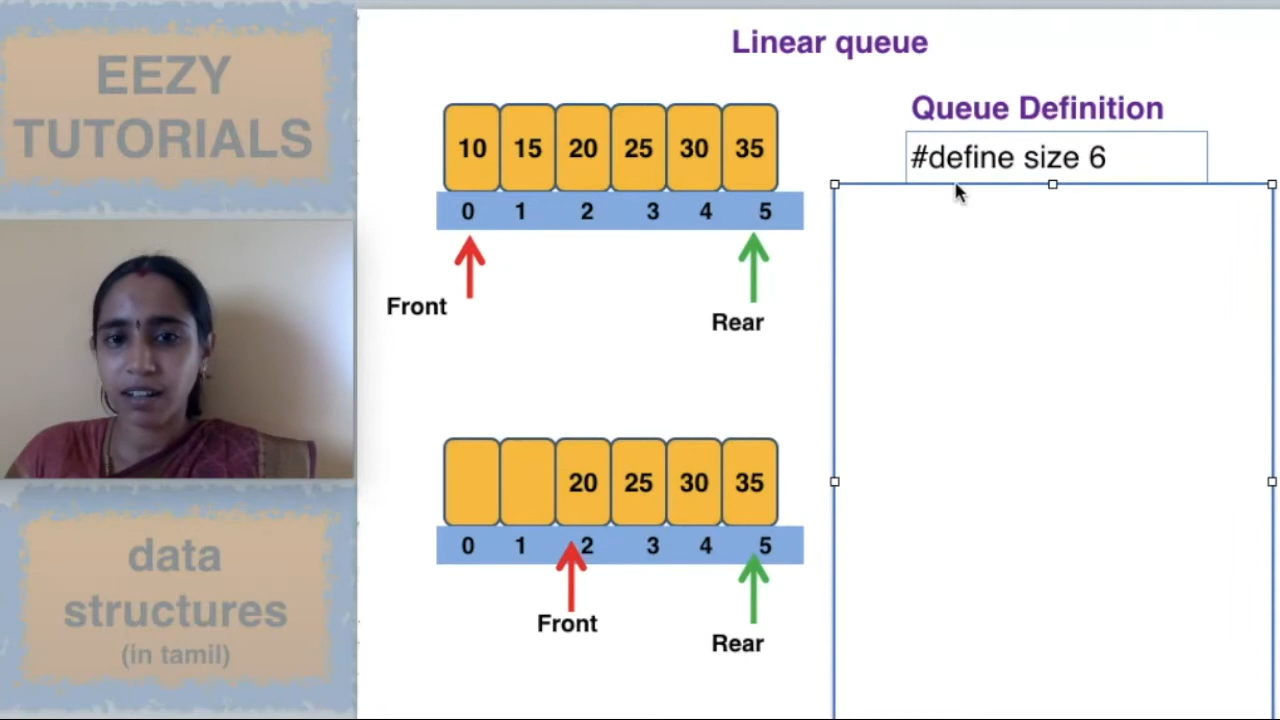 EEZY
TUTORIALS
data
structures
(in tamil)
Linear queue
10 15 20 25 30 35
0 1 2 3 4 5
Front
Rear
20 25 30 35
0 1 2 3 4 5
Front
Rear
Queue Definition
#define size 6